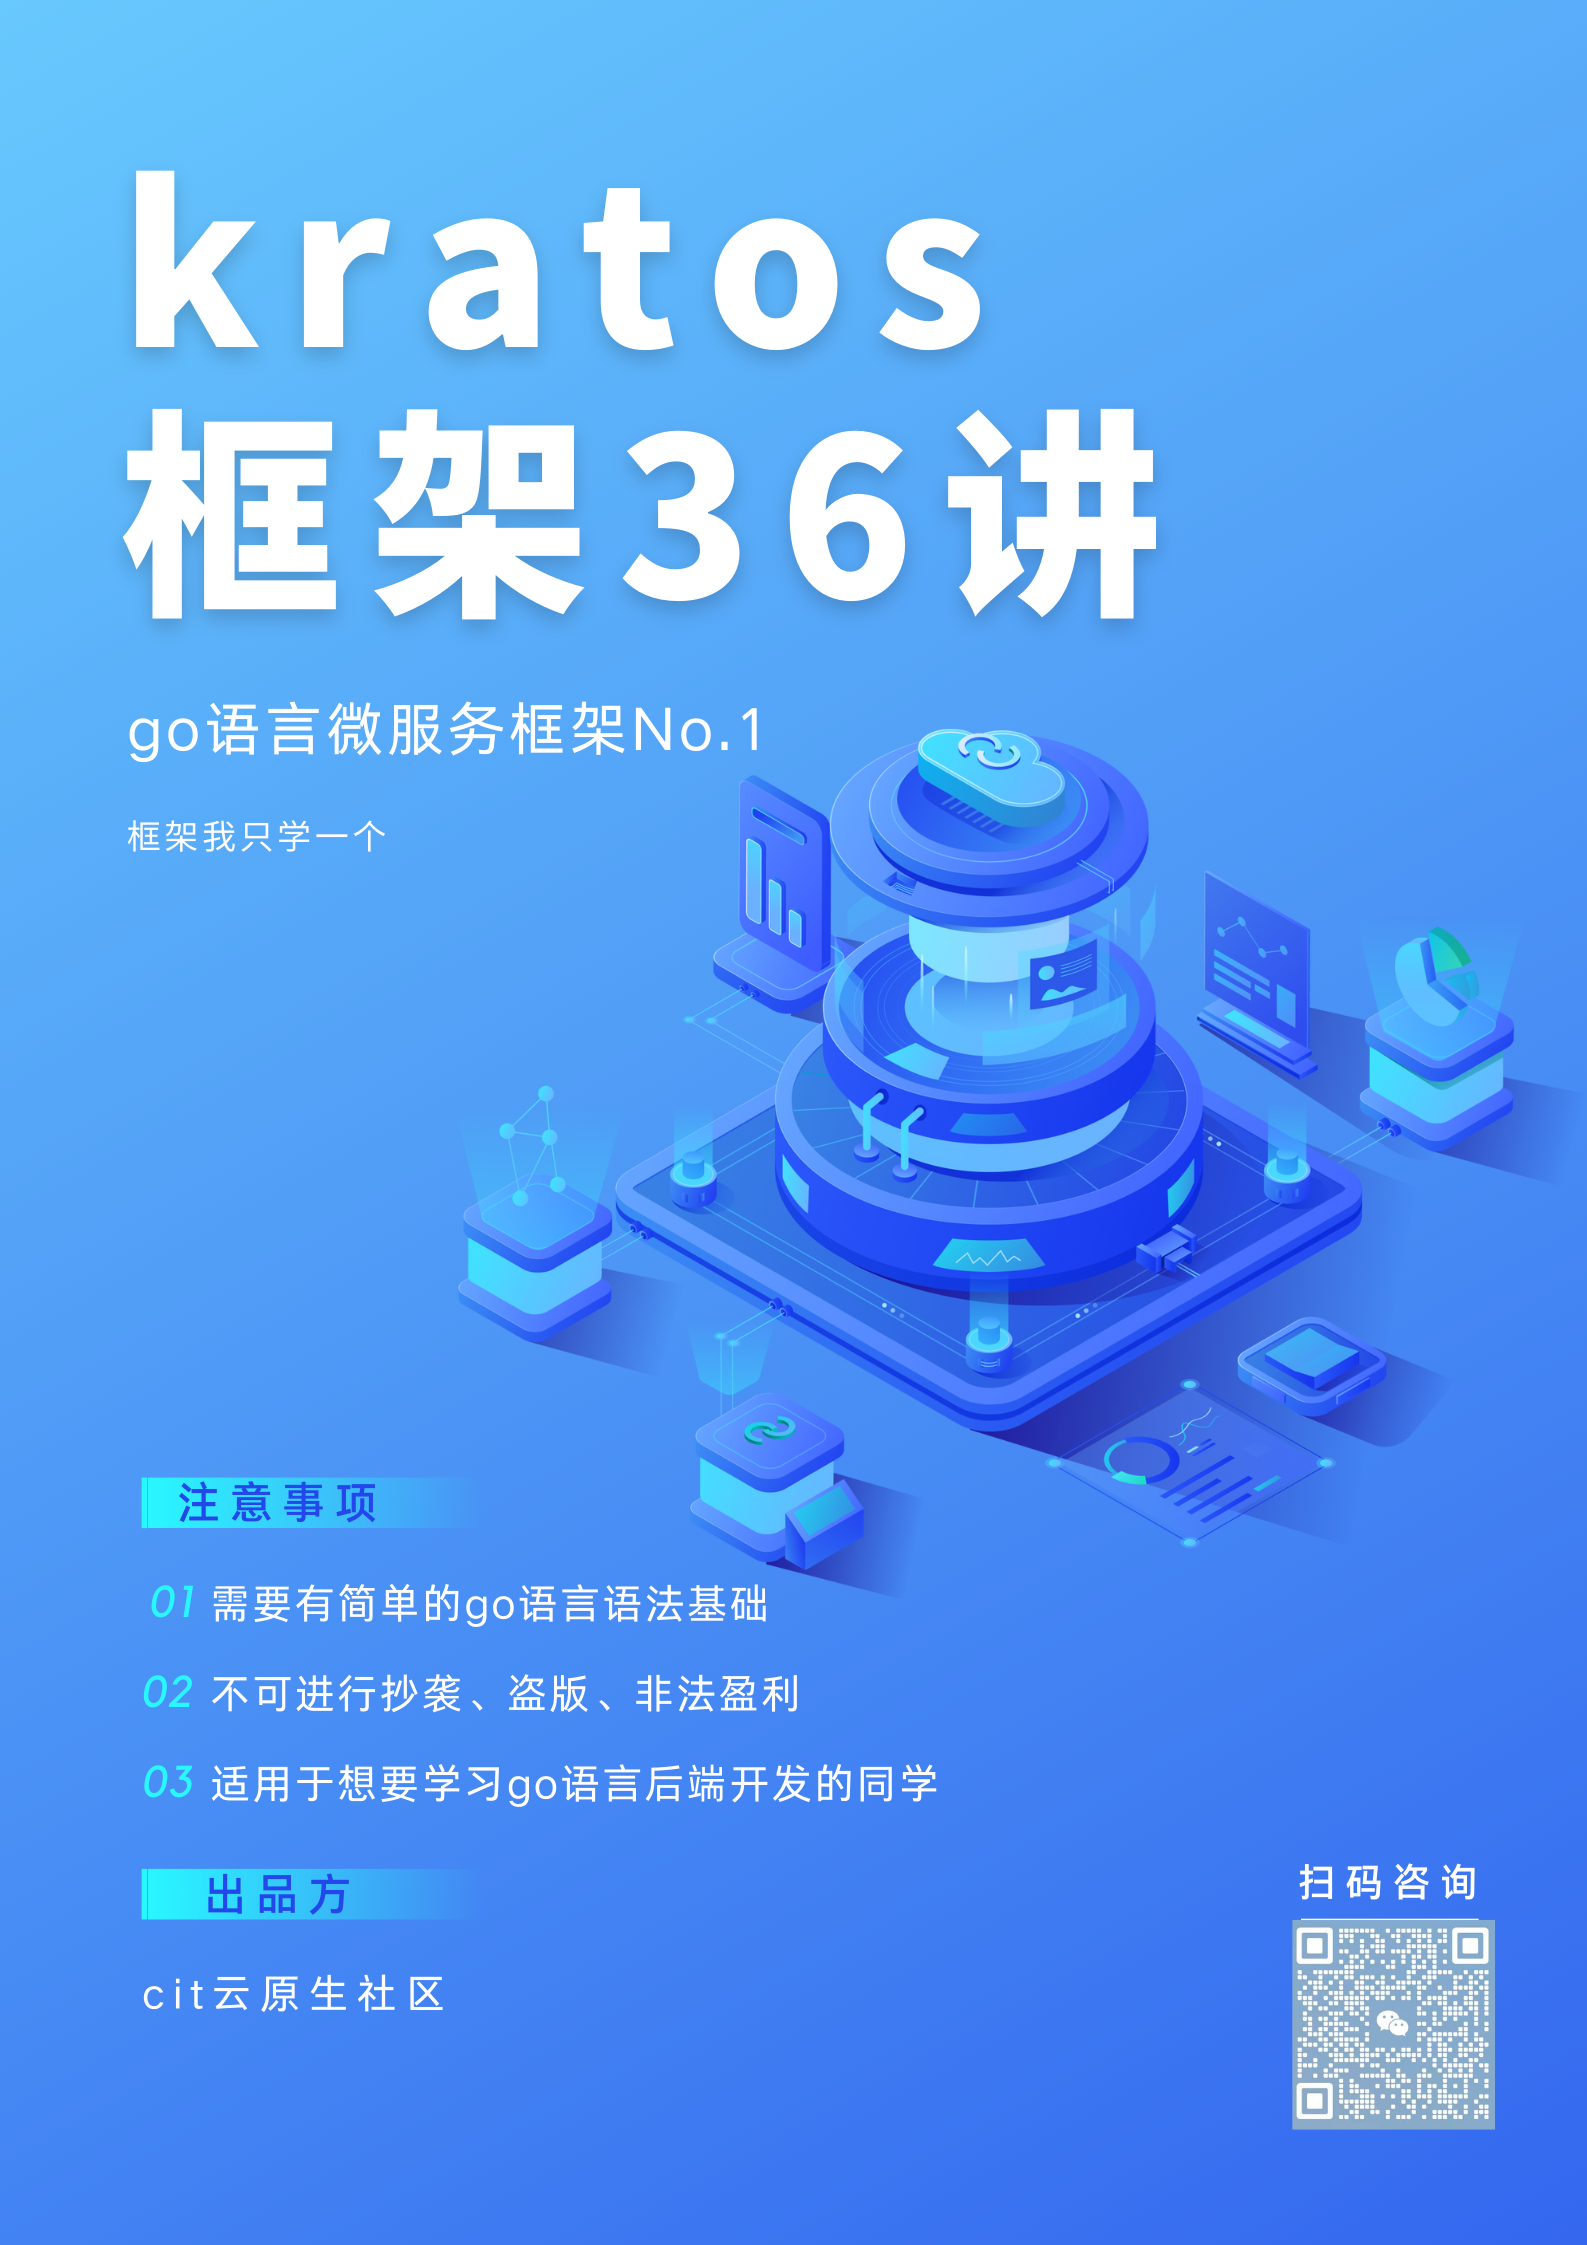 kratos
框架36讲
go语言微服务框架No.1
框架我只学一个
注意事项
01 需要有简单的go语言语法基础
02 不可进行抄袭、盗版、非法盈利
03 适用于想要学习go语言后端开发的同学
出品方
cit云原生社区
扫码咨询